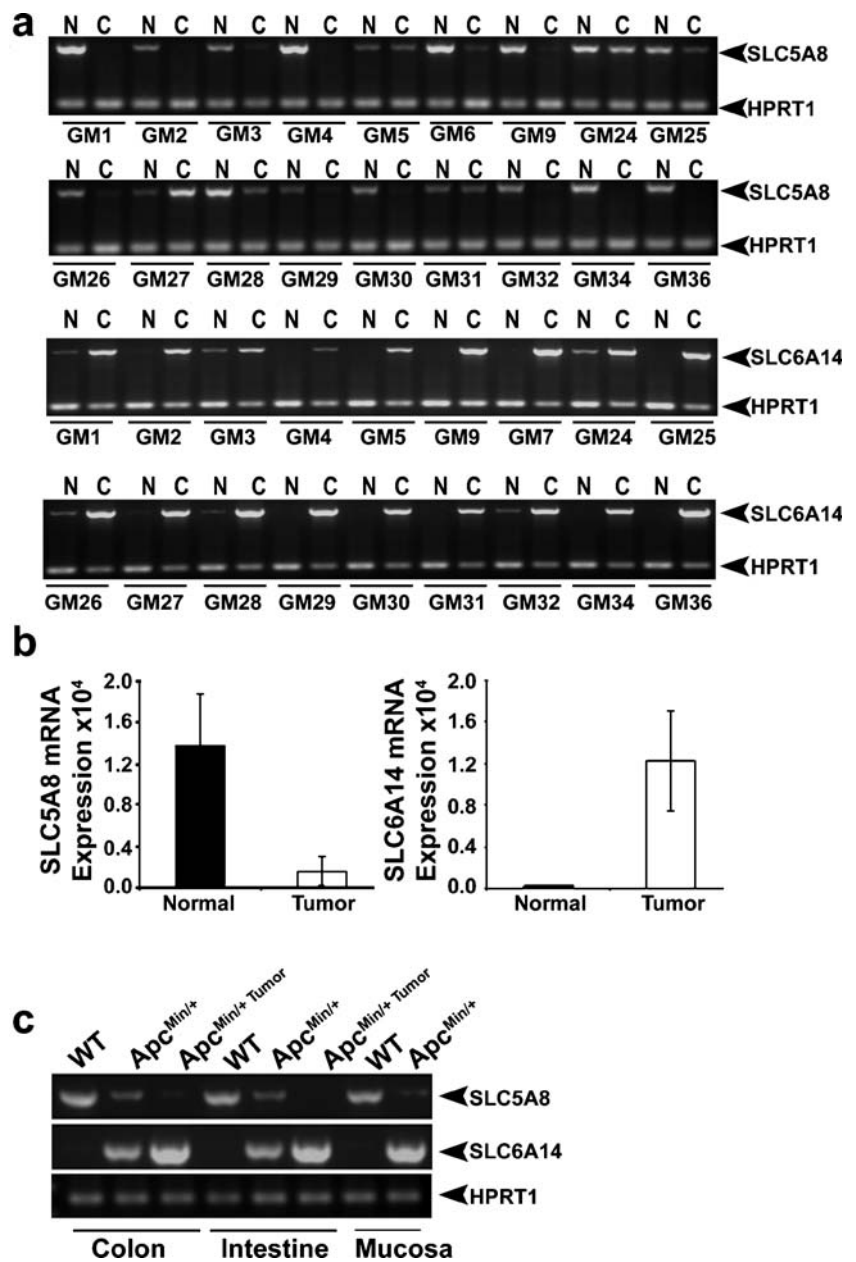 a
N C N C N C N C N C N C N C N C N C
SLC5A8
HPRT1
GM1 GM2 GM3 GM4 GM5 GM6 GM9 GM24 GM25
N C N C N C N C N C N C N C N C N C
SLC5A8
HPRT1
GM26 GM27 GM28 GM29 GM30 GM31 GM32 GM34 GM36
N C N C N C N C N C N C N C N C N C
SLC6A14
HPRT1
GM1 GM2 GM3 GM4 GM5 GM9 GM7 GM24 GM25
N C N C N C N C N C N C N C N C N C
SLC6A14
HPRT1
GM26 GM27 GM28 GM29 GM30 GM31 GM32 GM34 GM36
b
SLC5A8 mRNA
Expression x10⁴
2.0
1.6
1.2
0.8
0.4
0.0
Normal Tumor
SLC6A14 mRNA
Expression x10⁴
2.0
1.6
1.2
0.8
0.4
0.0
Normal Tumor
c
WT Apc^Min/+ Apc^Min/+ Tumor WT Apc^Min/+ Apc^Min/+ Tumor WT Apc^Min/+
SLC5A8
SLC6A14
HPRT1
Colon Intestine Mucosa